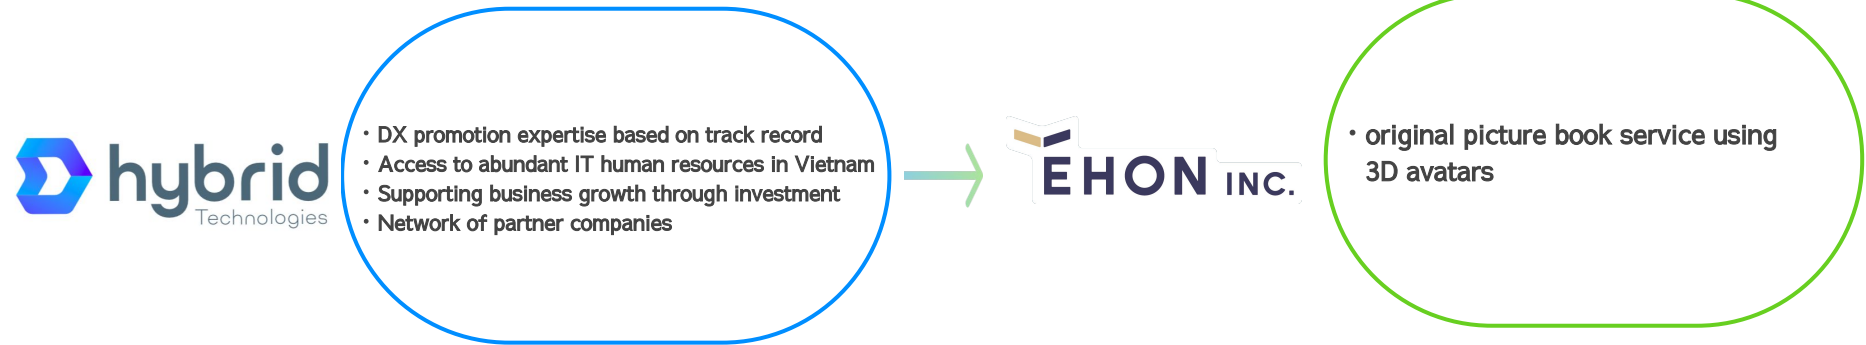 hybrid
Technologies
・DX promotion expertise based on track record
・Access to abundant IT human resources in Vietnam
・Supporting business growth through investment
・Network of partner companies
EHON INC.
・original picture book service using
3D avatars